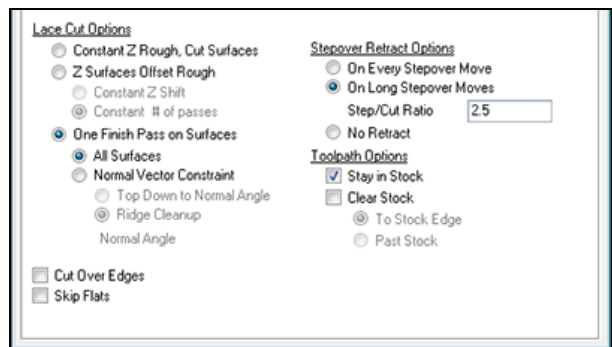 Lace Cut Options
Constant Z Rough, Cut Surfaces
Z Surfaces Offset Rough
Constant Z Shift
Constant # of passes
One Finish Pass on Surfaces
All Surfaces
Normal Vector Constraint
Top Down to Normal Angle
Ridge Cleanup
Normal Angle
Cut Over Edges
Skip Flats
Stepover Retract Options
On Every Stepover Move
On Long Stepover Moves
Step/Cut Ratio 2.5
No Retract
Toolpath Options
Stay in Stock
Clear Stock
To Stock Edge
Past Stock